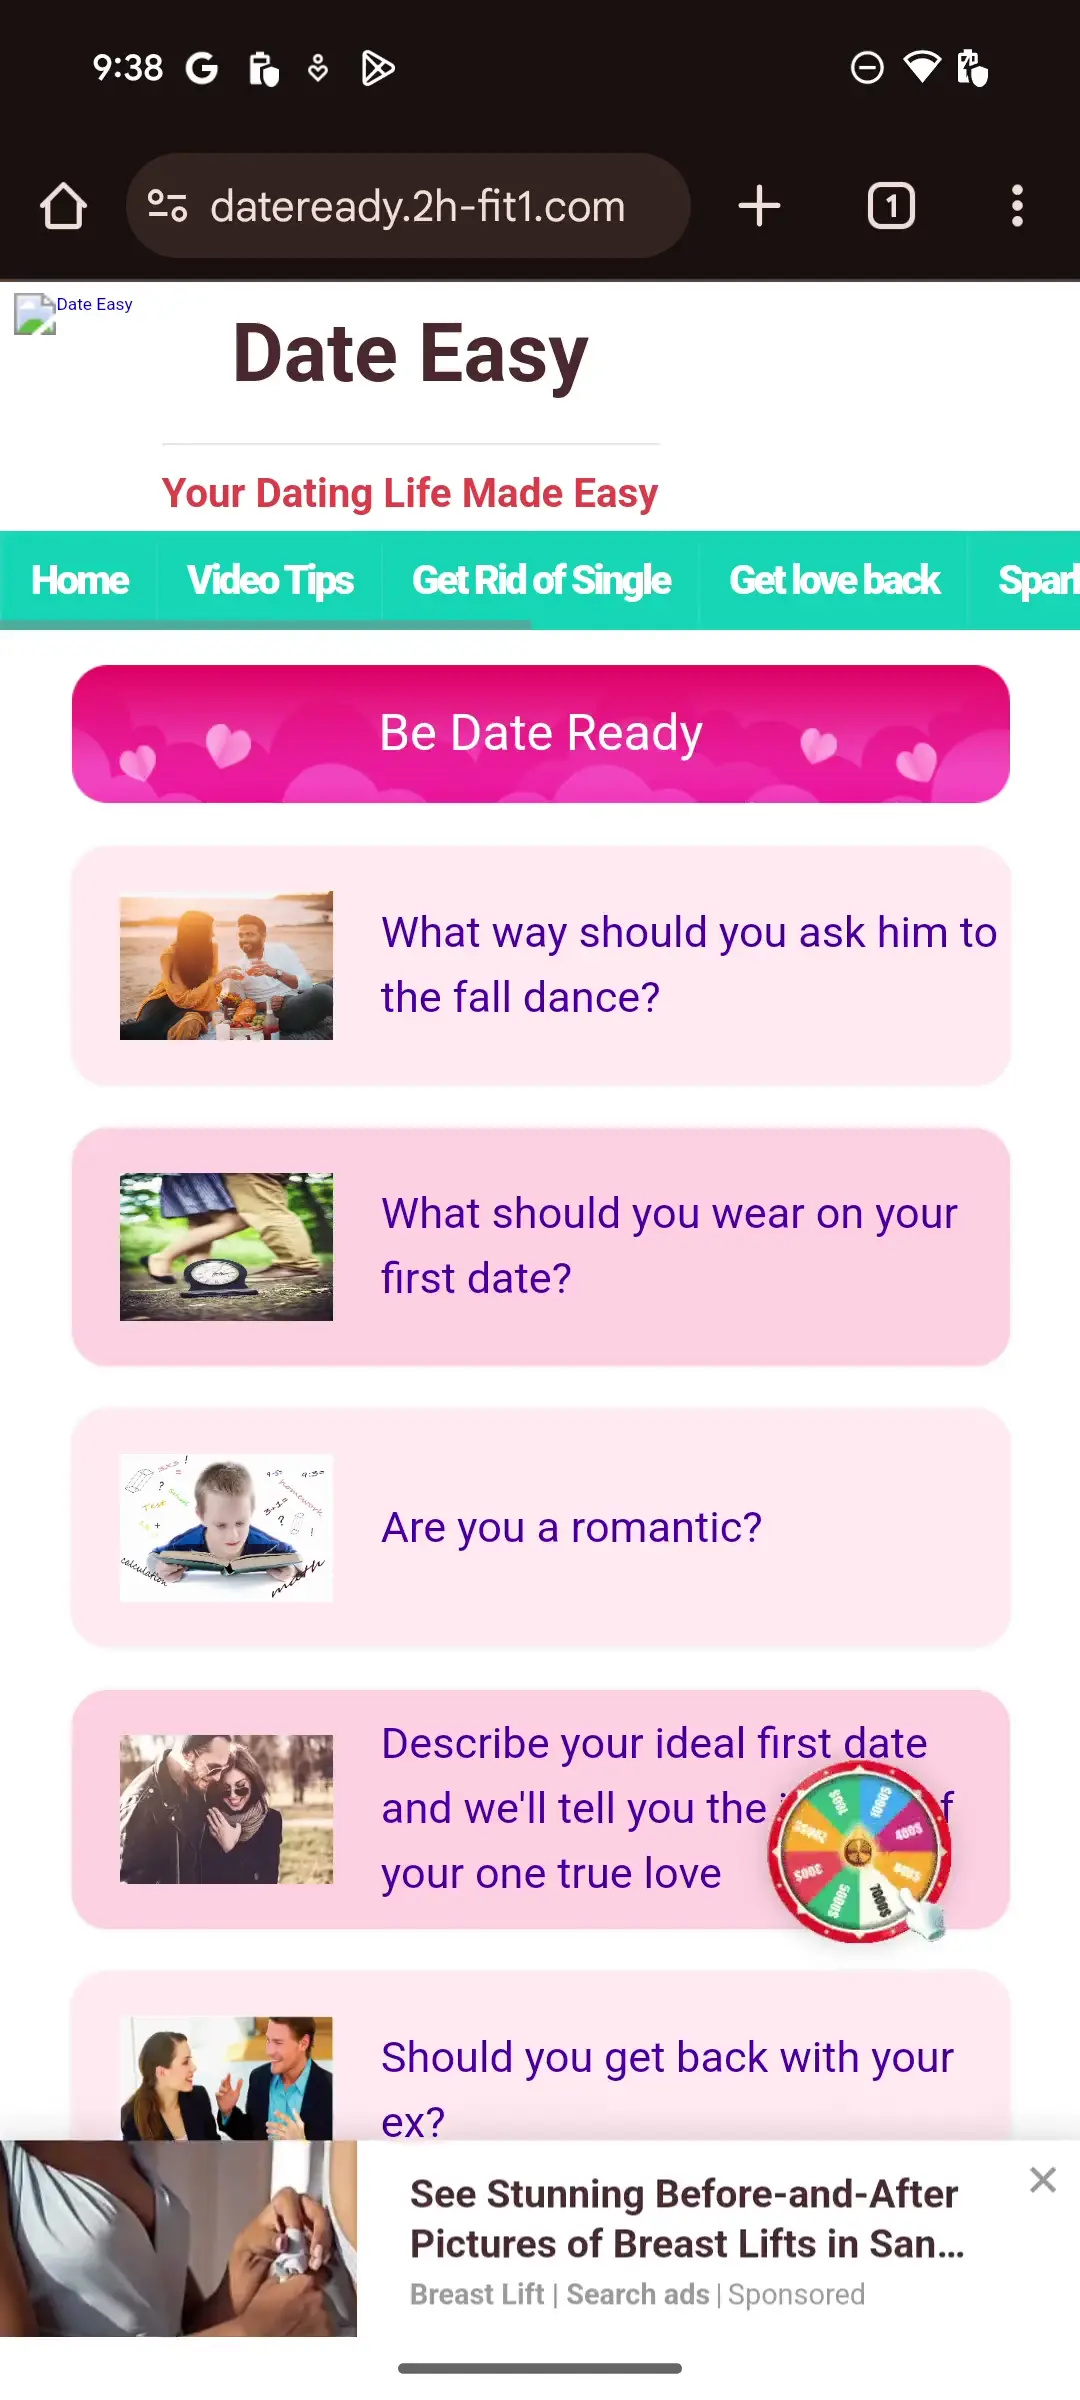 9:38
dateready.2h-fit1.com
1
Date Easy
Date Easy
Your Dating Life Made Easy
Home Video Tips Get Rid of Single Get love back
Be Date Ready
What way should you ask him to
the fall dance?
What should you wear on your
first date?
Are you a romantic?
Describe your ideal first date
and we'll tell you the
your one true love
Should you get back with your
ex?
See Stunning Before-and-After
Pictures of Breast Lifts in San...
Breast Lift | Search ads | Sponsored